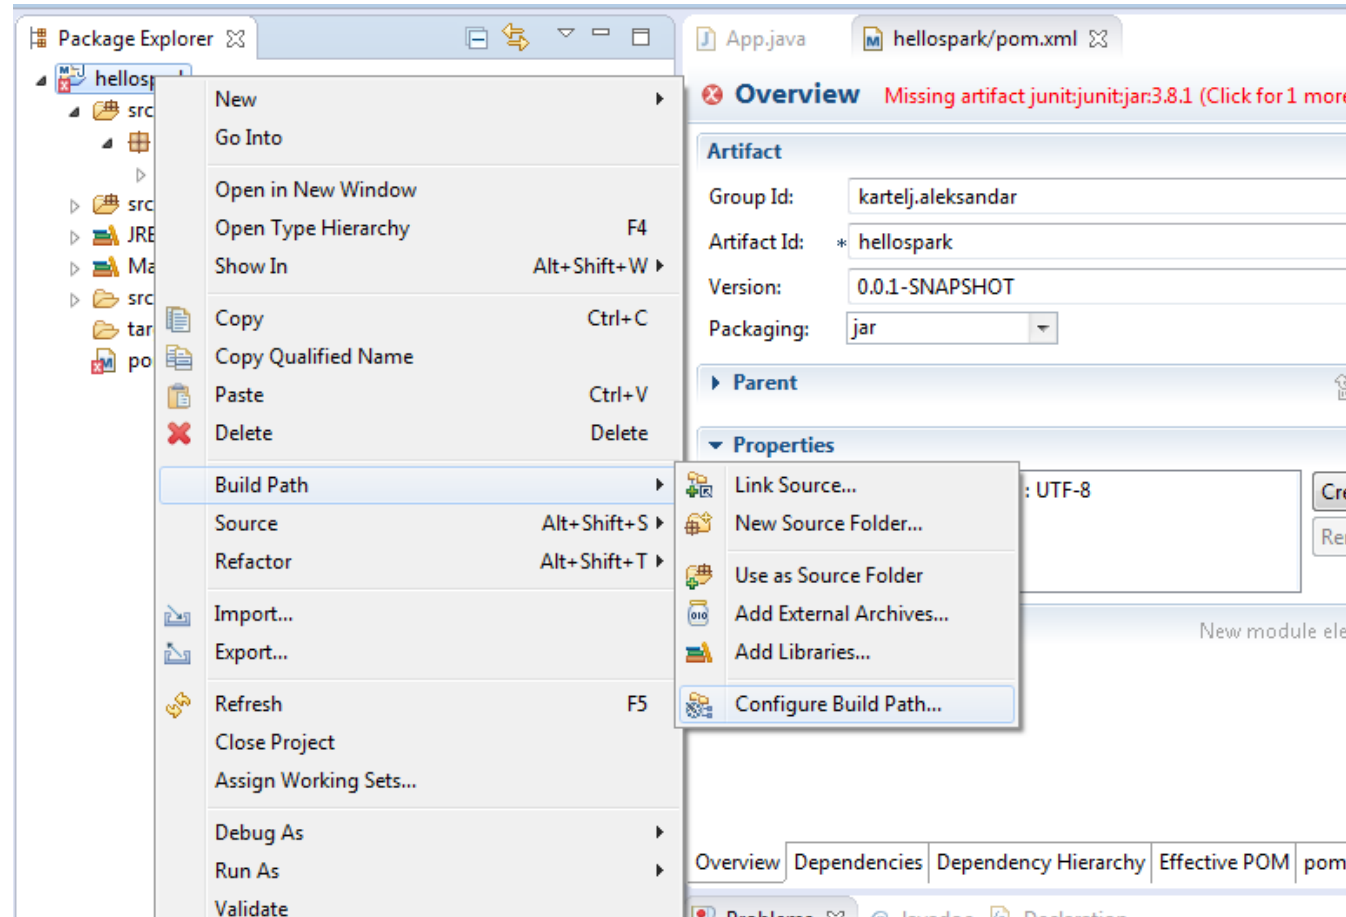 Package Explorer
App.java
hellospark/pom.xml
src
src
JRE
Ma
src
tar
po
New
Go Into
Open in New Window
Open Type Hierarchy F4
Show In Alt+Shift+W
Copy Ctrl+C
Copy Qualified Name
Paste Ctrl+V
Delete Delete
Build Path
Source Alt+Shift+S
Refactor Alt+Shift+T
Import...
Export...
Refresh F5
Close Project
Assign Working Sets...
Debug As
Run As
Validate
Link Source...
New Source Folder...
Use as Source Folder
Add External Archives...
Add Libraries...
Configure Build Path...
Overview Missing artifact junit:junit:jar:3.8.1 (Click for 1 more
Artifact
Group Id: kartelj.aleksandar
Artifact Id: * hellospark
Version: 0.0.1-SNAPSHOT
Packaging: jar
Parent
Properties
: UTF-8
Cre
Re
New module ele
Overview Dependencies Dependency Hierarchy Effective POM pom
Problems Javadoc Declaration